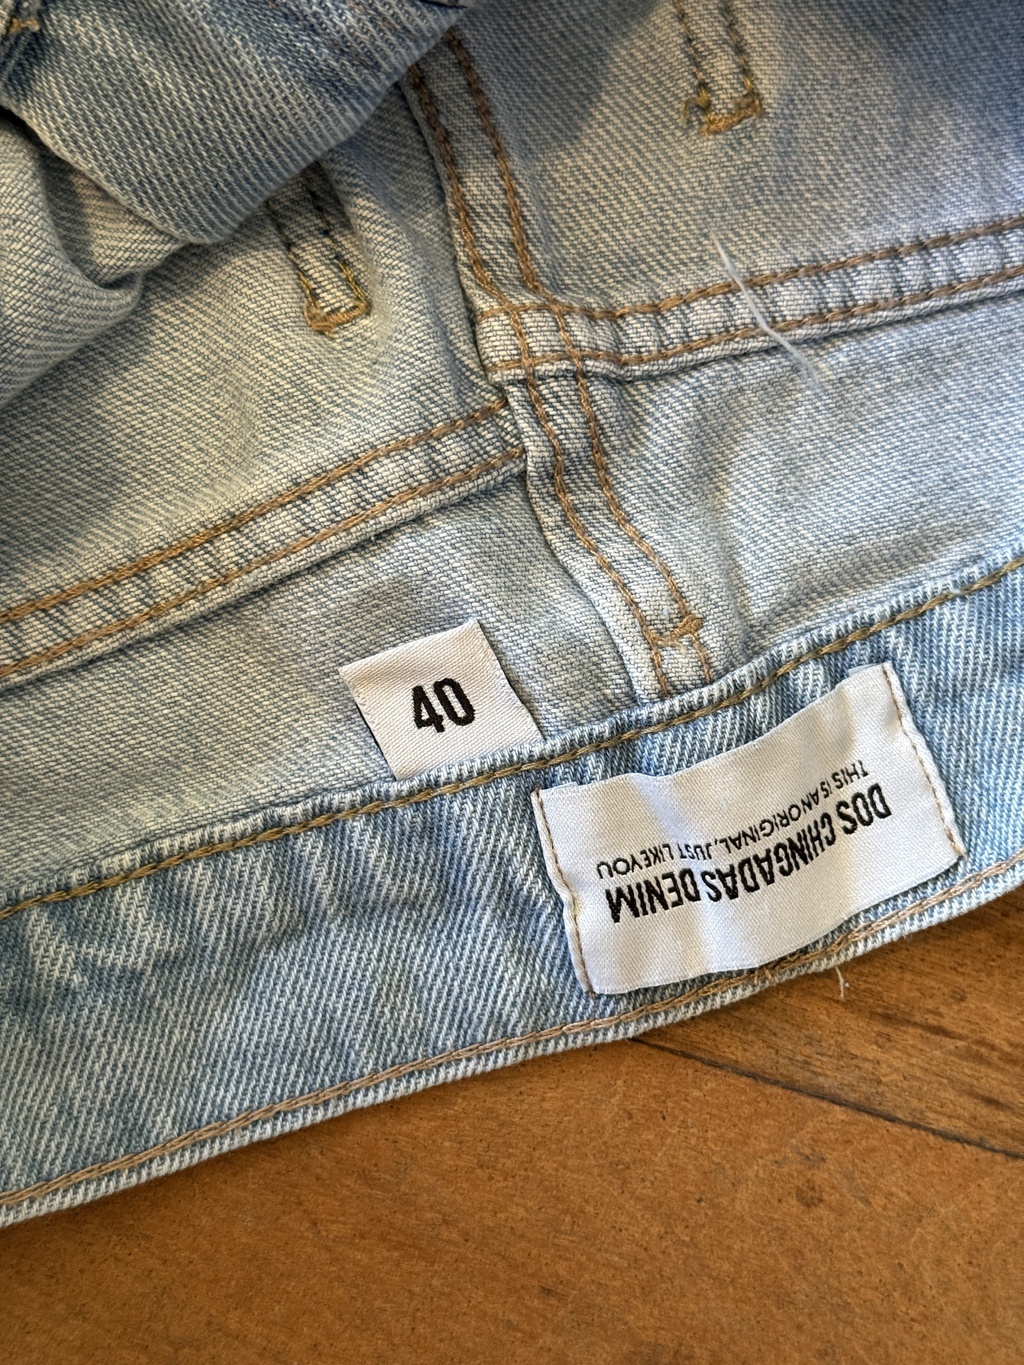 40
DOS CHINGADAS DENIM
THIS IS AN ORIGINAL, JUST LIKE YOU